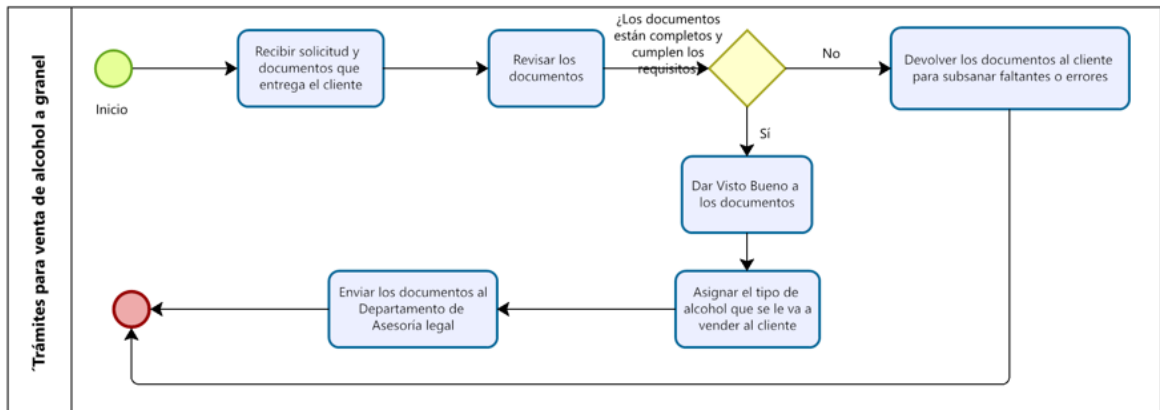 ´Trámites para venta de alcohol a granel
Inicio
Recibir solicitud y
documentos que
entrega el cliente
Revisar los
documentos
¿Los documentos
están completos y
cumplen los
requisitos
No
Devolver los documentos al cliente
para subsanar faltantes o errores
Sí
Dar Visto Bueno a
los documentos
Asignar el tipo de
alcohol que se le va a
vender al cliente
Enviar los documentos al
Departamento de
Asesoría legal